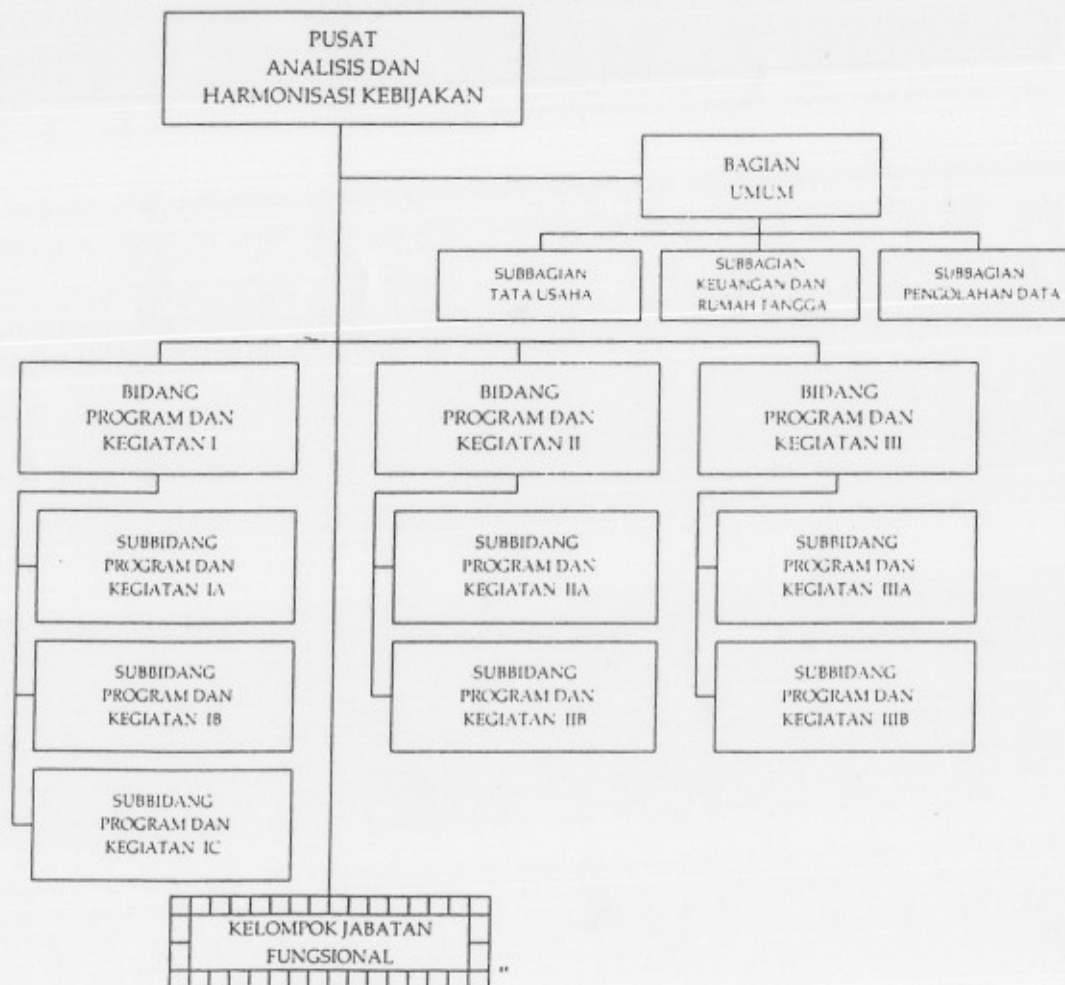 PUSAT
ANALISIS DAN
HARMONISASI KEBIJAKAN
BAGIAN
UMUM
SUBBAGIAN
TATA USAHA
SUBBAGIAN
KEUANGAN DAN
RUMAH TANGGA
SUBBAGIAN
PENGOLAHAN DATA
BIDANG
PROGRAM DAN
KEGIATAN I
BIDANG
PROGRAM DAN
KEGIATAN II
BIDANG
PROGRAM DAN
KEGIATAN III
SUBBIDANG
PROGRAM DAN
KEGIATAN IA
SUBBIDANG
PROGRAM DAN
KEGIATAN IIA
SUBBIDANG
PROGRAM DAN
KEGIATAN IIIA
SUBBIDANG
PROGRAM DAN
KEGIATAN IB
SUBBIDANG
PROGRAM DAN
KEGIATAN IIB
SUBBIDANG
PROGRAM DAN
KEGIATAN IIIB
SUBBIDANG
PROGRAM DAN
KEGIATAN IC
KELOMPOK JABATAN
FUNGSIONAL
"